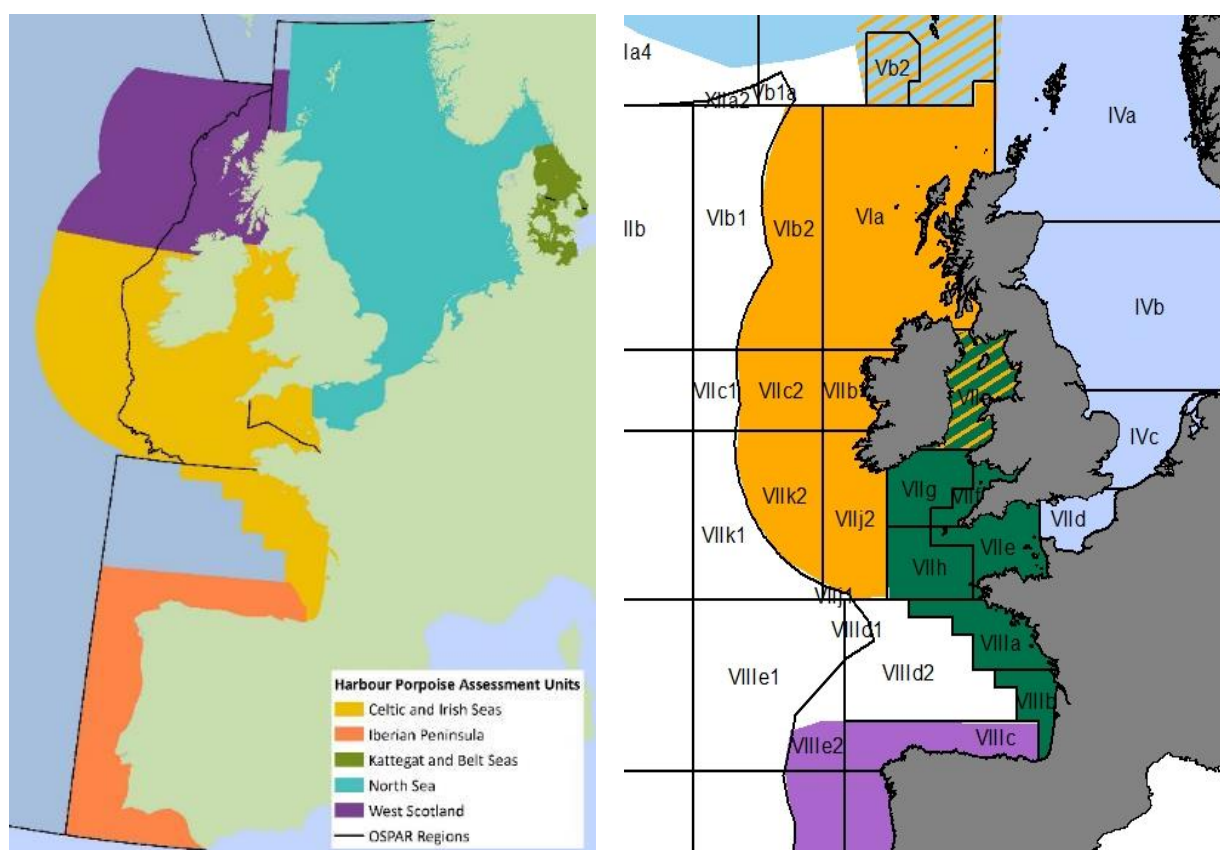 Harbour Porpoise Assessment Units
Celtic and Irish Seas
Iberian Peninsula
Kattegat and Belt Seas
North Sea
West Scotland
OSPAR Regions
Ia4
Vb2
XIIa2
Vb1a
IVa
IIb
VIb1
VIb2
VIa
IVb
VIIc1
VIIc2
VIIb
IVc
VIIk1
VIIk2
VIIj2
VIIg
VIId
VIIe
VIIh
VIIj1
VIIId1
VIIIa
VIIIe1
VIIId2
VIIIb
VIIIe2
VIIIc